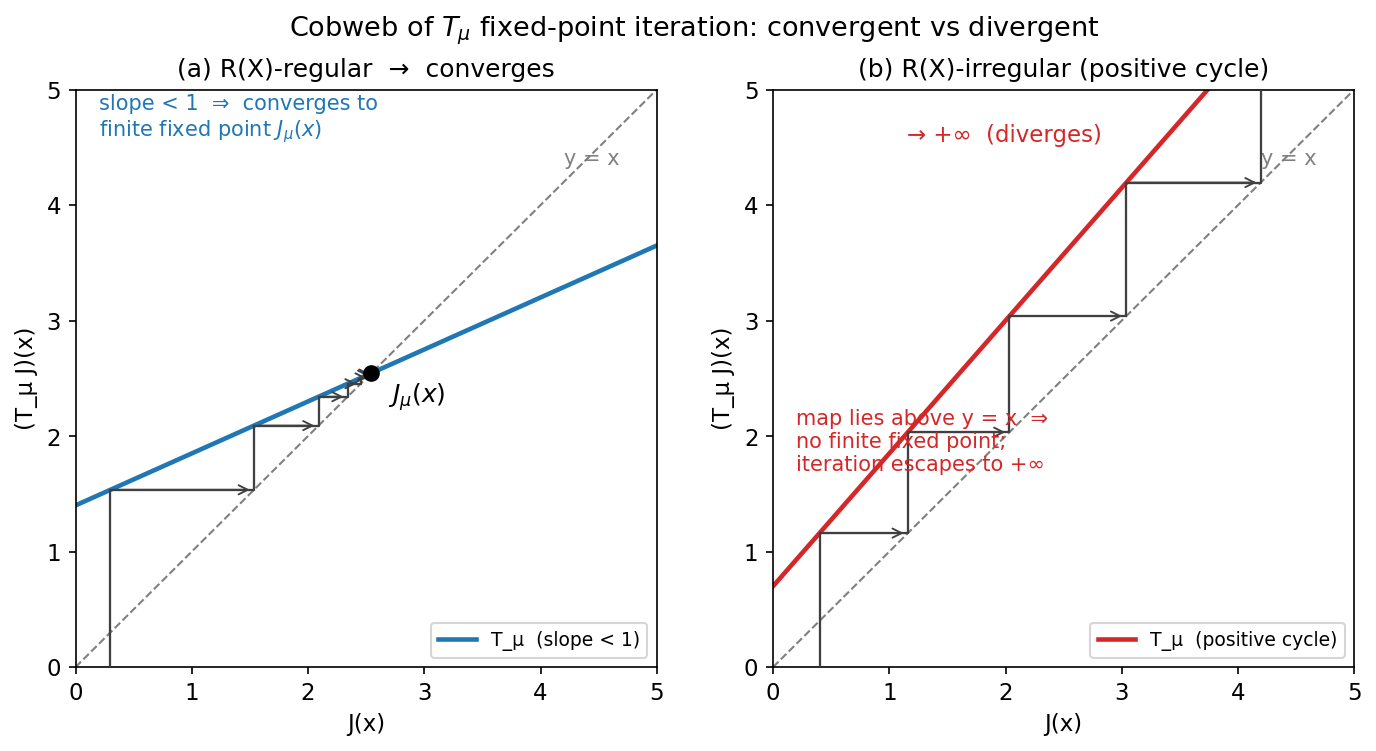 Cobweb of T_μ fixed-point iteration: convergent vs divergent
(a) R(X)-regular → converges
slope < 1 ⇒ converges to
finite fixed point J_μ(x)
y = x
J_μ(x)
(T_μ J)(x)
5
4
3
2
1
0
0 1 2 3 4 5
J(x)
T_μ (slope < 1)
(b) R(X)-irregular (positive cycle)
→ +∞ (diverges)
y = x
map lies above y = x ⇒
no finite fixed point;
iteration escapes to +∞
(T_μ J)(x)
5
4
3
2
1
0
0 1 2 3 4 5
J(x)
T_μ (positive cycle)